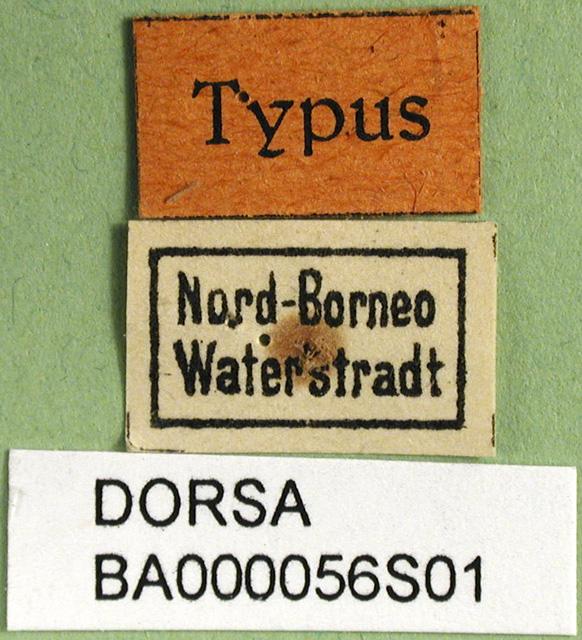 Typus
Nord-Borneo
Waterstradt
DORSA
BA000056S01